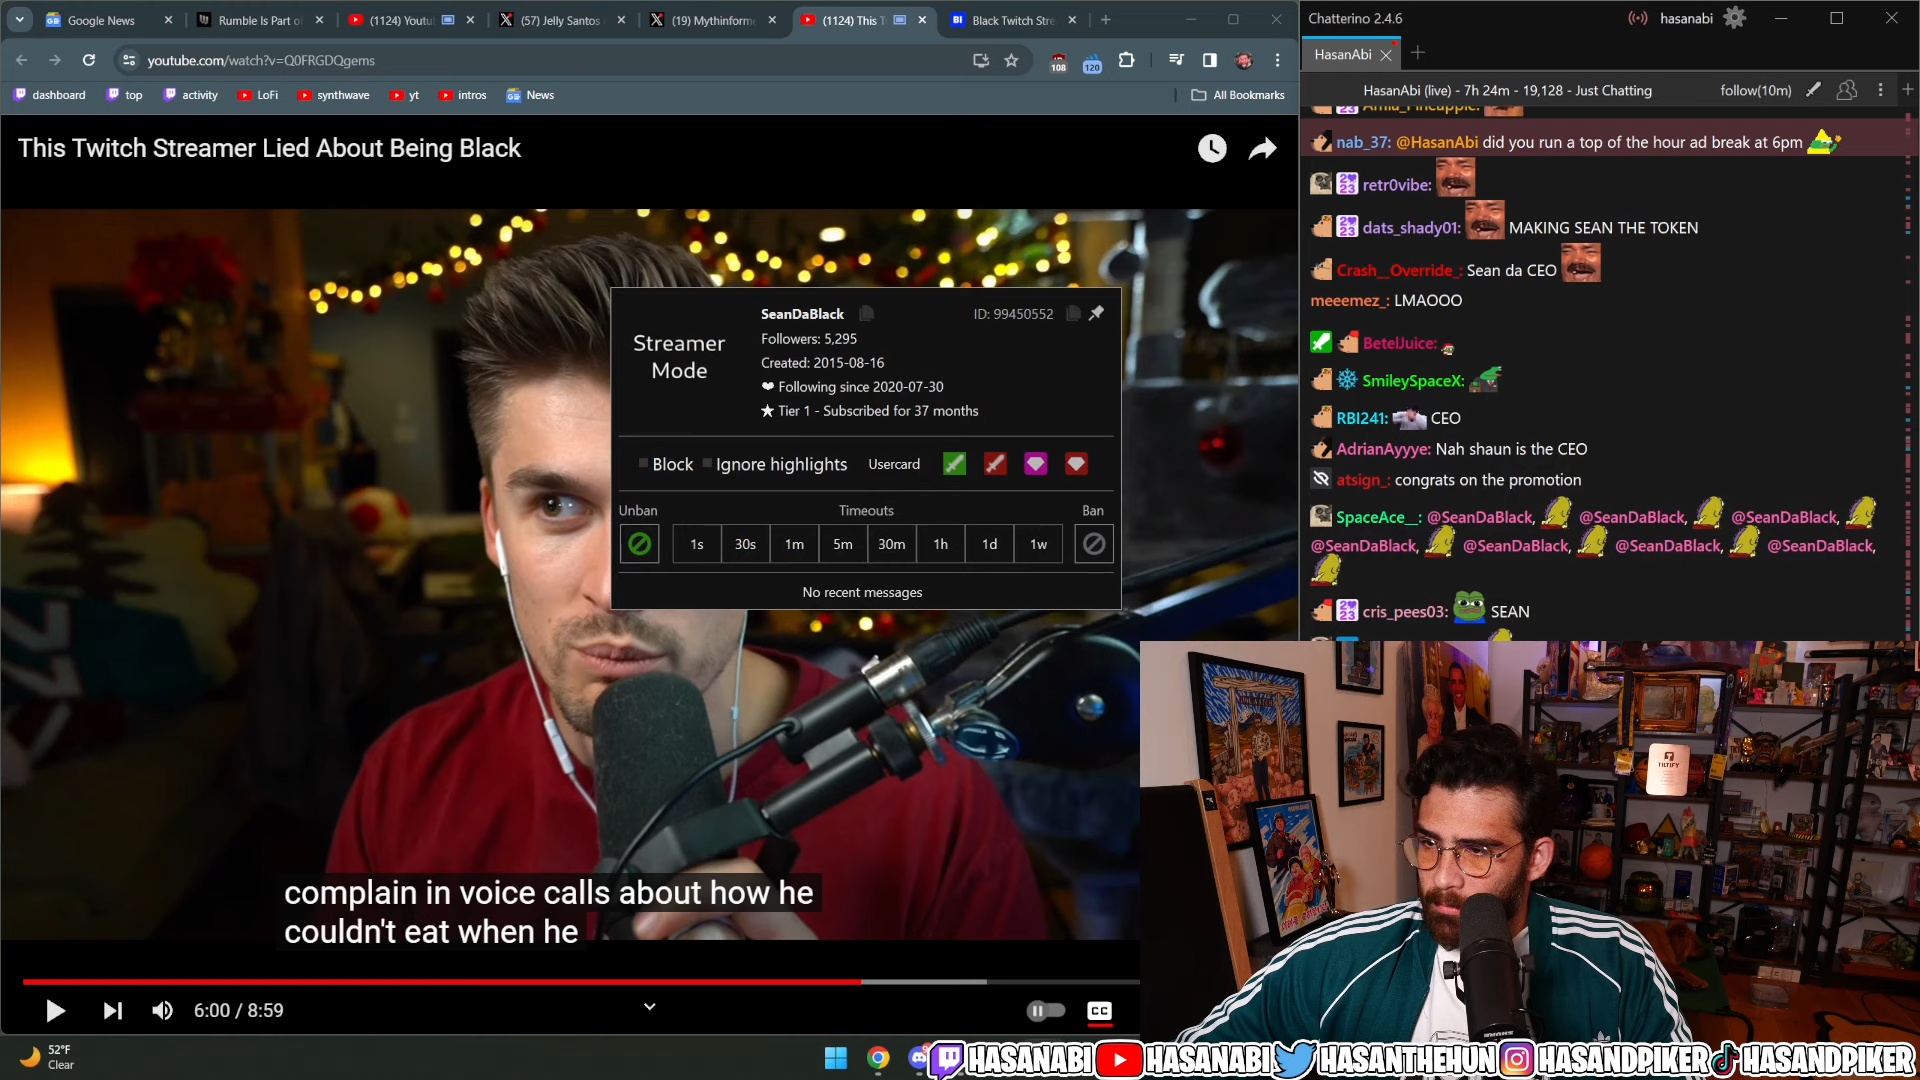 Google News
Rumble Is Part o
(1124) Youtu
(57) Jelly Santos
(19) Mythinform
(1124) This T
BI
Black Twitch Stre
youtube.com/watch?v=Q0FRGDQgems
108
120
dashboard
top
activity
LoFi
synthwave
yt
intros
News
All Bookmarks
This Twitch Streamer Lied About Being Black
Streamer
Mode
SeanDaBlack
ID: 99450552
Followers: 5,295
Created: 2015-08-16
Following since 2020-07-30
Tier 1 - Subscribed for 37 months
Block
Ignore highlights
Usercard
Unban
Timeouts
Ban
1s
30s
1m
5m
30m
1h
1d
1w
No recent messages
complain in voice calls about how he
couldn't eat when he
6:00 / 8:59
CC
52°F
Clear
Chatterino 2.4.6
hasanabi
HasanAbi
HasanAbi (live) - 7h 24m - 19,128 - Just Chatting
follow(10m)
nab_37: @HasanAbi did you run a top of the hour ad break at 6pm
retr0vibe:
dats_shady01: MAKING SEAN THE TOKEN
Crash__Override_: Sean da CEO
meeemez_: LMAOOO
BetelJuice:
SmileySpaceX:
RBI241: CEO
AdrianAyyye: Nah shaun is the CEO
atsign_: congrats on the promotion
SpaceAce__: @SeanDaBlack, @SeanDaBlack, @SeanDaBlack,
@SeanDaBlack, @SeanDaBlack, @SeanDaBlack, @SeanDaBlack,
cris_pees03: SEAN
TILTIFY
HASANABI HASANABI HASANTHEHUN HASANDPIKER HASANDPIKER